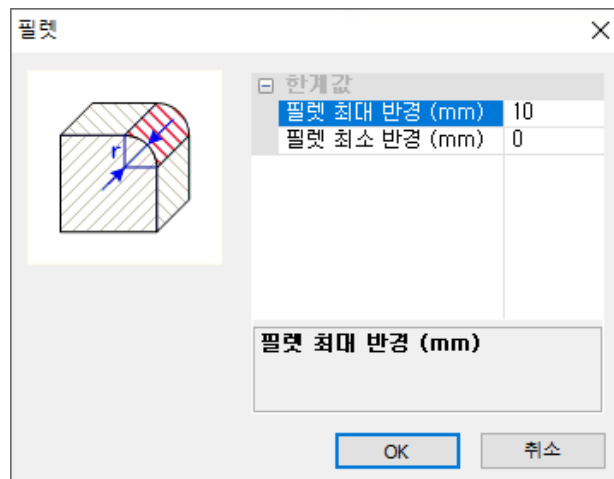 필렛
r
한계값
필렛 최대 반경 (mm) 10
필렛 최소 반경 (mm) 0
필렛 최대 반경 (mm)
OK 취소